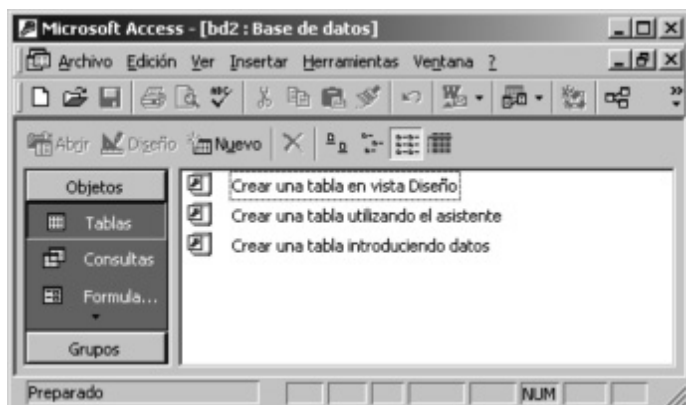 Microsoft Access - [bd2 : Base de datos]
Archivo Edición Ver Insertar Herramientas Ventana ?
Abrir Diseño Nuevo
Objetos
Tablas
Consultas
Formula...
Grupos
Crear una tabla en vista Diseño
Crear una tabla utilizando el asistente
Crear una tabla introduciendo datos
Preparado NUM